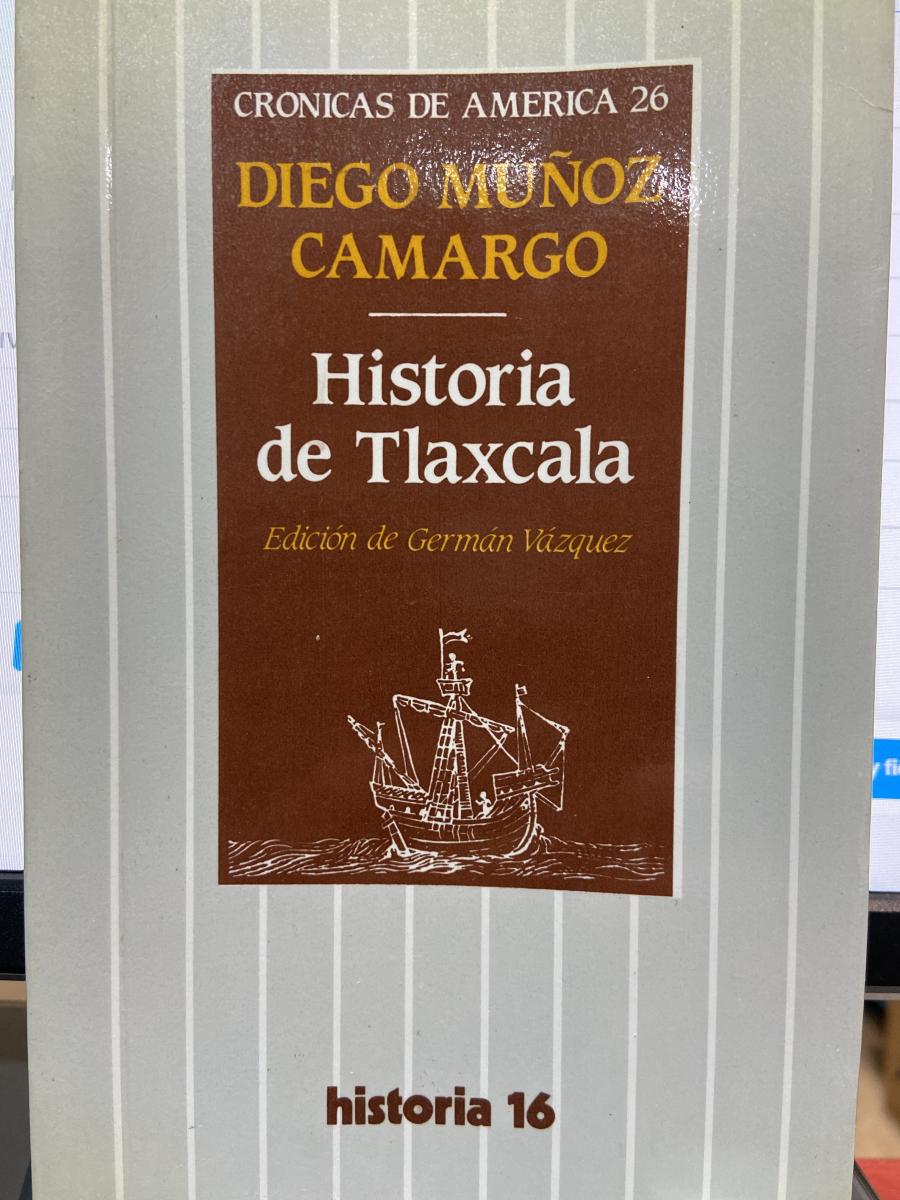 CRONICAS DE AMERICA 26
DIEGO MUÑOZ
CAMARGO
Historia
de Tlaxcala
Edición de Germán Vázquez
historia 16